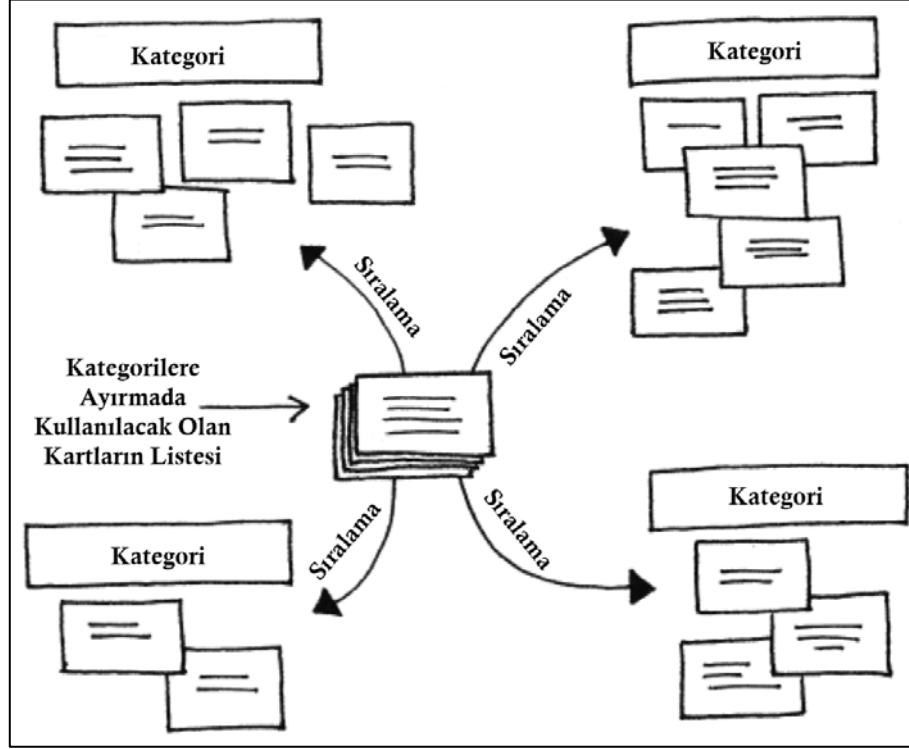 Kategori
Kategori
Sıralama
Sıralama
Kategorilere
Ayırmada
Kullanılacak Olan
Kartların Listesi
Sıralama
Sıralama
Kategori
Kategori